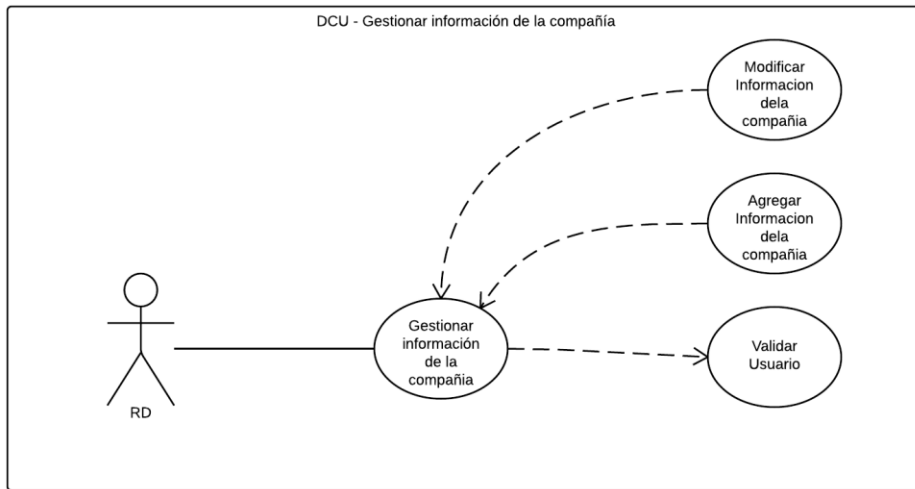 DCU - Gestionar información de la compañía
Modificar
Informacion
dela
compañia
Agregar
Informacion
dela
compañia
Gestionar
información
de la
compañia
Validar
Usuario
RD